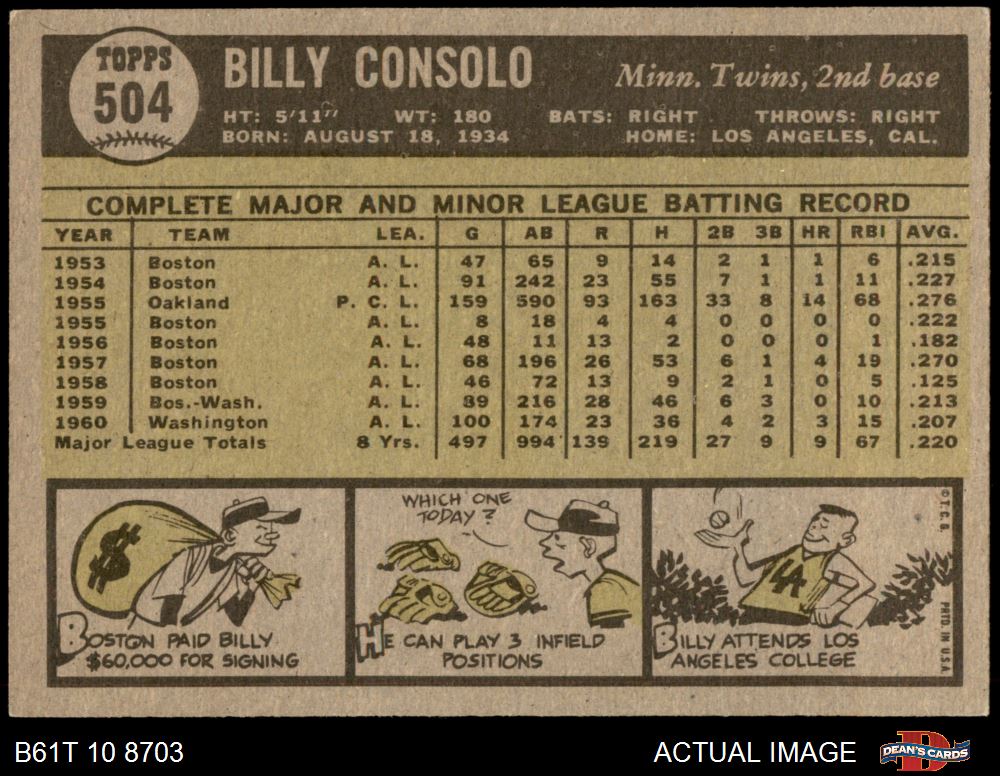 TOPPS
504
BILLY CONSOLO
Minn. Twins, 2nd base
HT: 5'11" WT: 180 BATS: RIGHT THROWS: RIGHT
BORN: AUGUST 18, 1934 HOME: LOS ANGELES, CAL.
COMPLETE MAJOR AND MINOR LEAGUE BATTING RECORD
YEAR TEAM LEA. G AB R H 2B 3B HR RBI AVG.
1953 Boston A. L. 47 65 9 14 2 1 1 6 .215
1954 Boston A. L. 91 242 23 55 7 1 1 11 .227
1955 Oakland P. C. L. 159 590 93 163 33 8 14 68 .276
1955 Boston A. L. 8 18 4 4 0 0 0 0 .222
1956 Boston A. L. 48 11 13 2 0 0 0 1 .182
1957 Boston A. L. 68 196 26 53 6 1 4 19 .270
1958 Boston A. L. 46 72 13 9 2 1 0 5 .125
1959 Bos.-Wash. A. L. 89 216 28 46 6 3 0 10 .213
1960 Washington A. L. 100 174 23 36 4 2 3 15 .207
Major League Totals 8 Yrs. 497 994 139 219 27 9 9 67 .220
$
BOSTON PAID BILLY
$60,000 FOR SIGNING
WHICH ONE
TODAY?
HE CAN PLAY 3 INFIELD
POSITIONS
LA
BILLY ATTENDS LOS
ANGELES COLLEGE
© T.C.G. PRTD IN U.S.A.
B61T 10 8703
ACTUAL IMAGE
D
DEAN'S CARDS